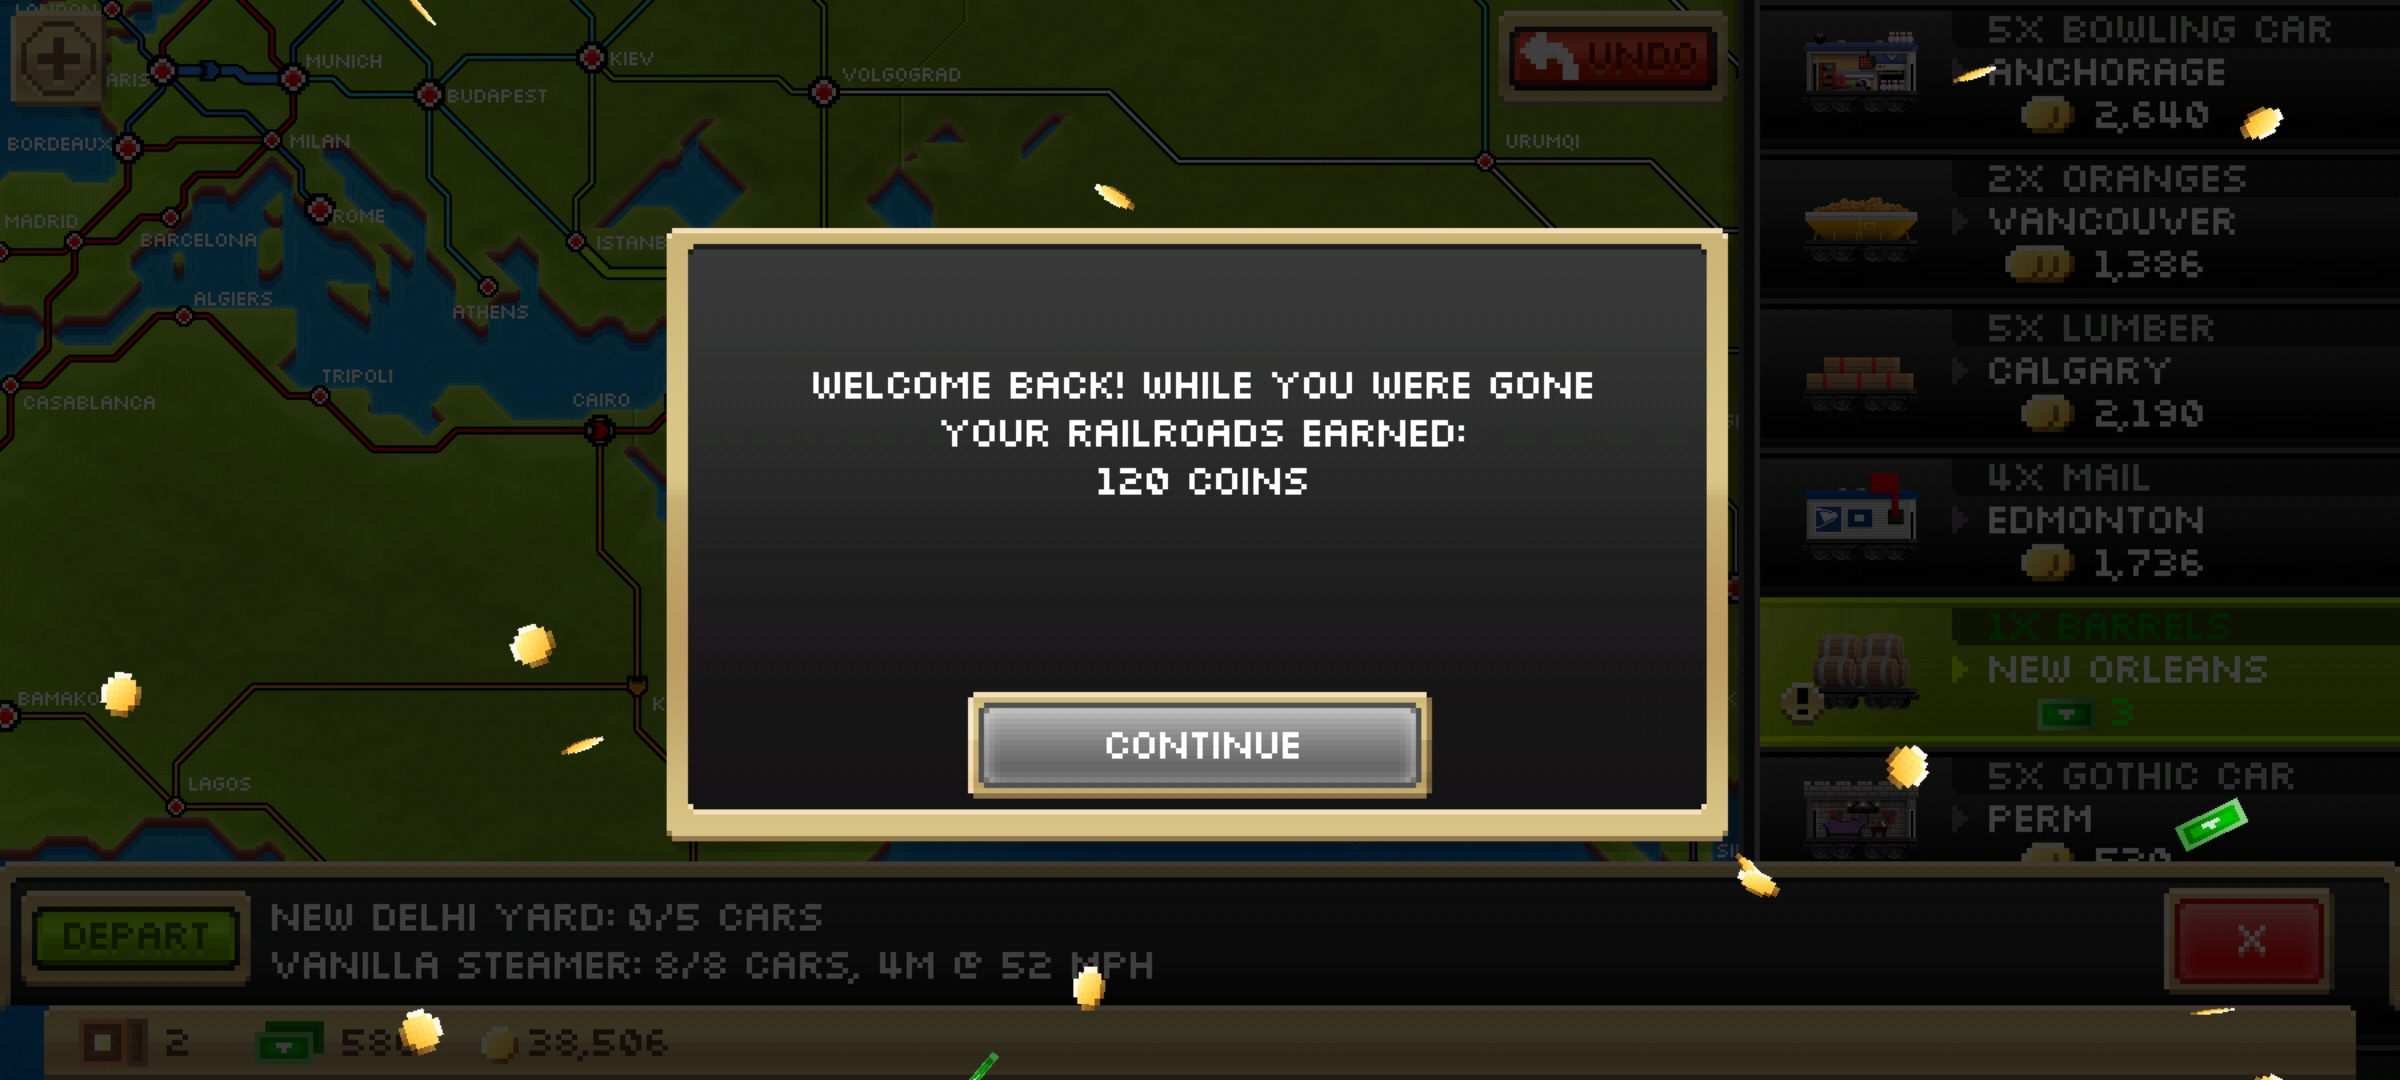 LONDON
PARIS
MUNICH
KIEV
BUDAPEST
VOLGOGRAD
UNDO
URUMQI
BORDEAUX
MILAN
MADRID
ROME
BARCELONA
ALGIERS
ATHENS
TRIPOLI
CAIRO
CASABLANCA
BAMAKO
LAGOS
WELCOME BACK! WHILE YOU WERE GONE
YOUR RAILROADS EARNED:
120 COINS
CONTINUE
5X BOWLING CAR
ANCHORAGE
2,640
2X ORANGES
VANCOUVER
1,386
5X LUMBER
CALGARY
2,190
4X MAIL
EDMONTON
1,736
1X BARRELS
NEW ORLEANS
3
5X GOTHIC CAR
PERM
DEPART
NEW DELHI YARD: 0/5 CARS
VANILLA STEAMER: 8/8 CARS, 4M @ 52 MPH
X
2
38,506